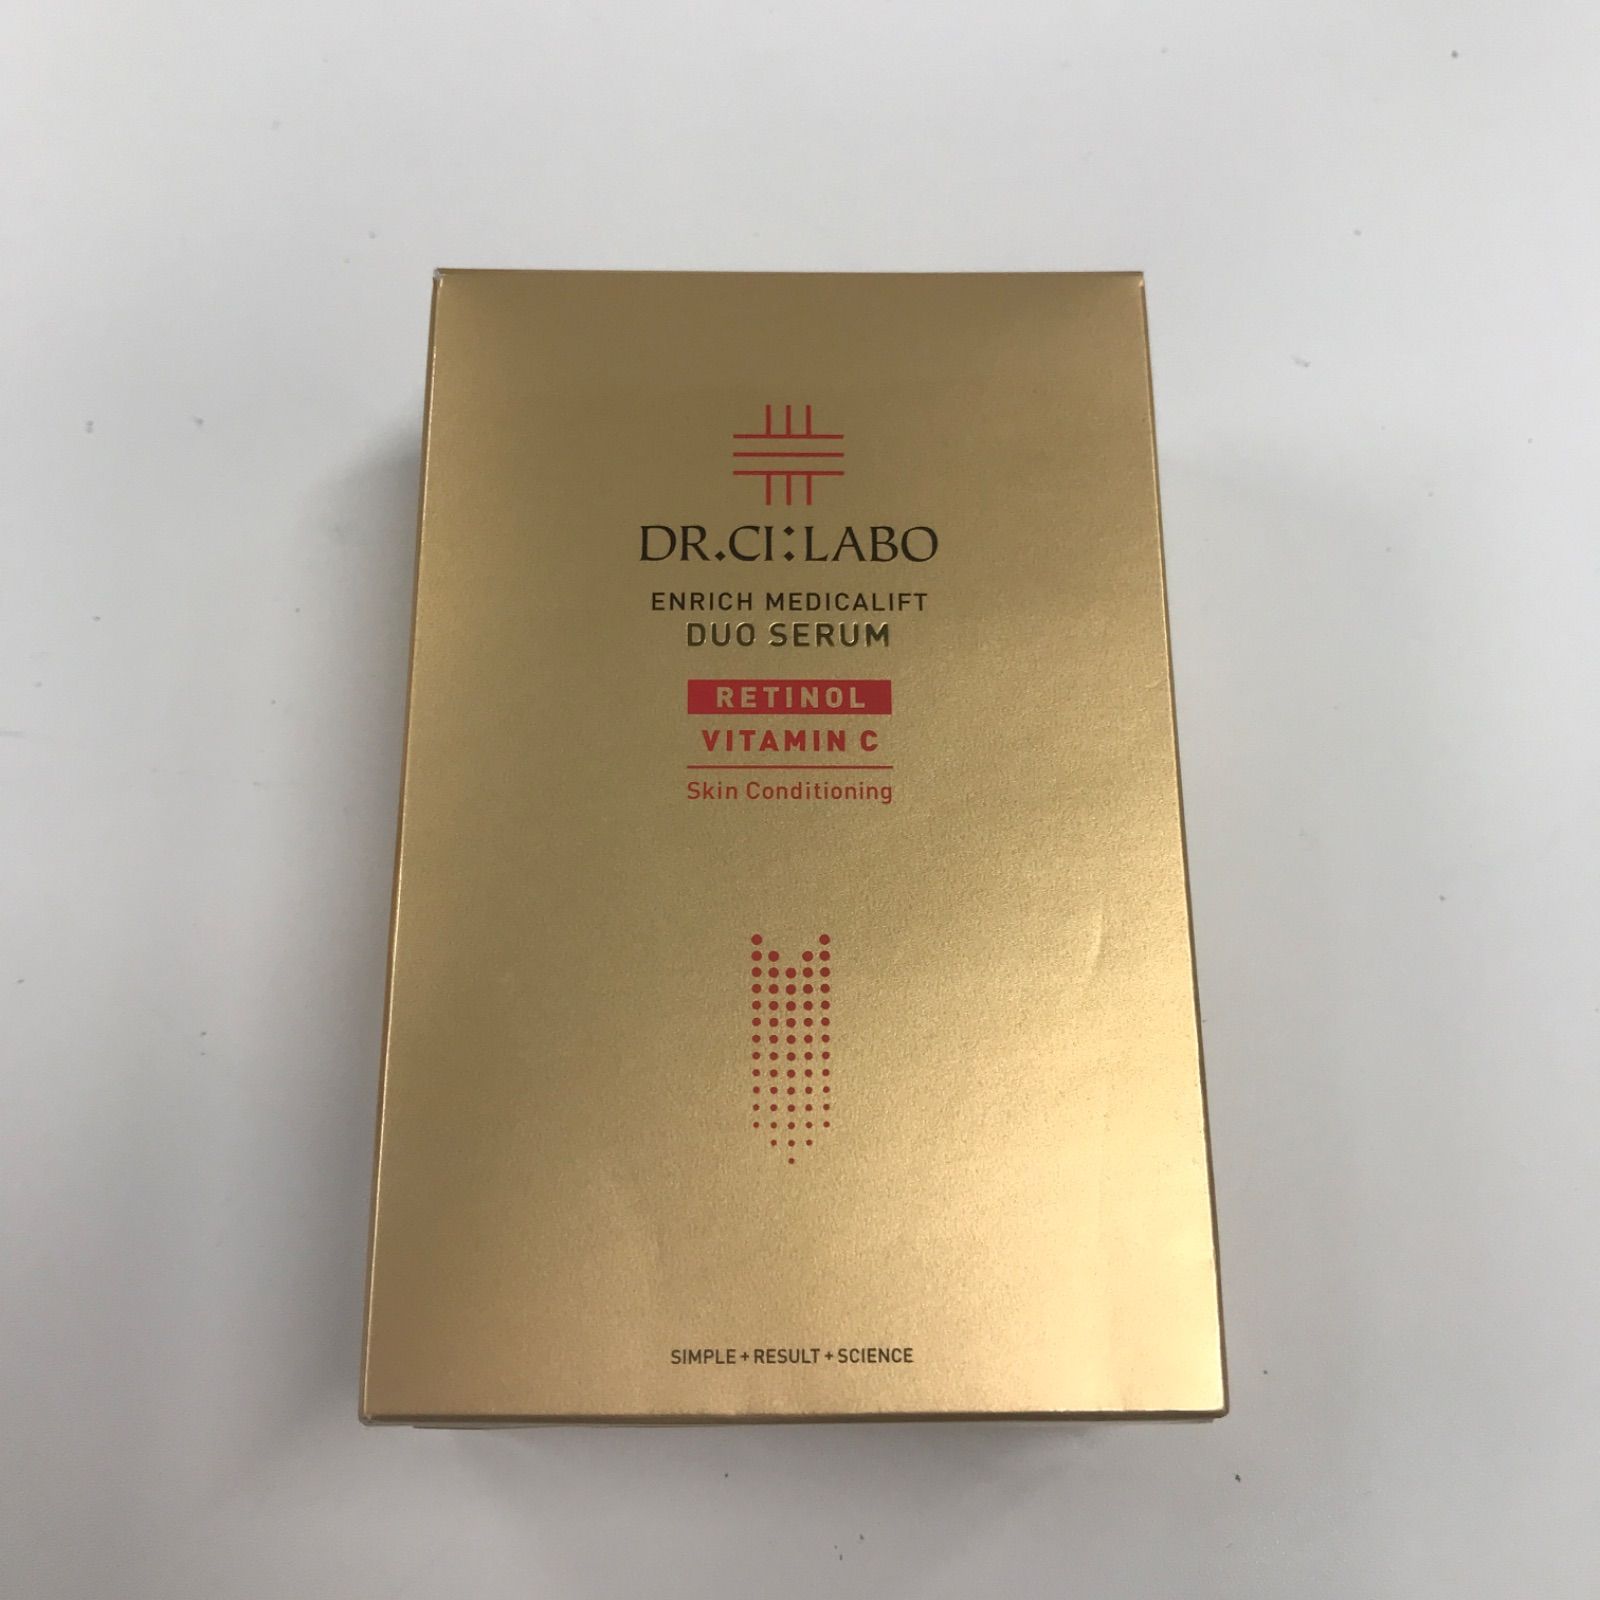 DR.CI:LABO
ENRICH MEDICALIFT
DUO SERUM
RETINOL
VITAMIN C
Skin Conditioning
SIMPLE+RESULT+SCIENCE